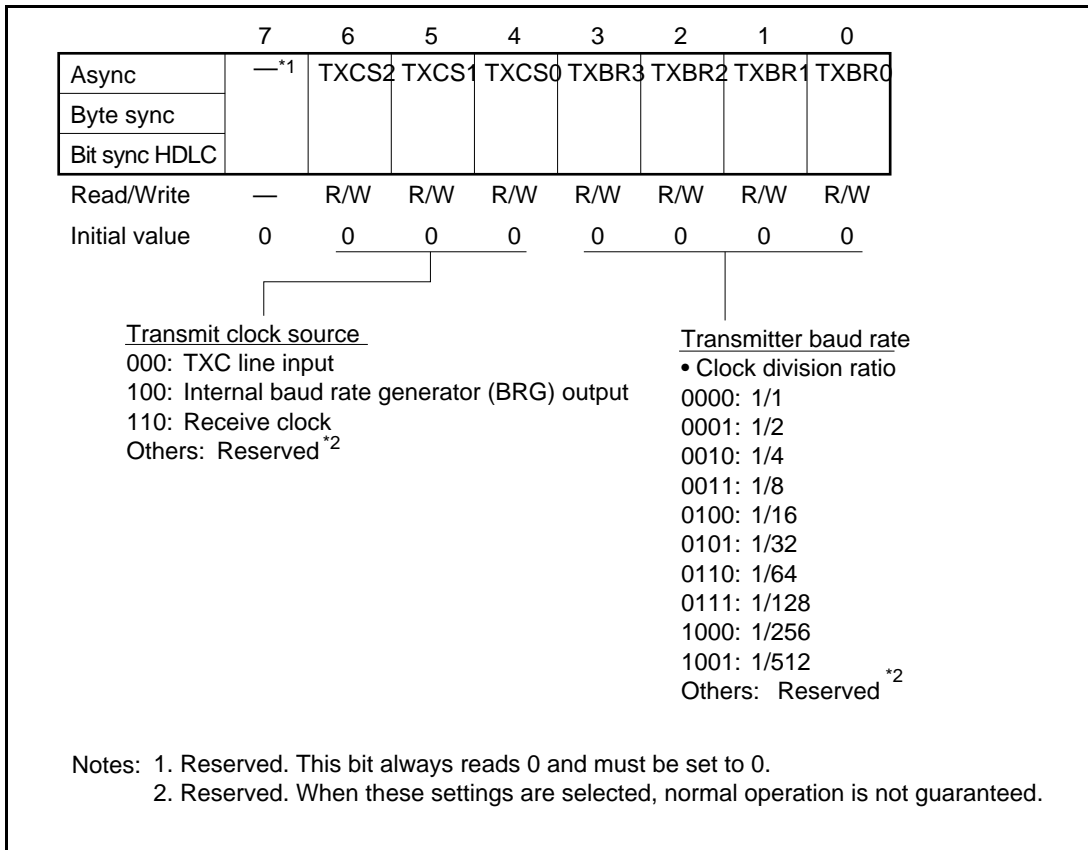 7 6 5 4 3 2 1 0
Async —*1 TXCS2 TXCS1 TXCS0 TXBR3 TXBR2 TXBR1 TXBR0
Byte sync
Bit sync HDLC
Read/Write — R/W R/W R/W R/W R/W R/W R/W
Initial value 0 0 0 0 0 0 0 0
Transmit clock source
000: TXC line input
100: Internal baud rate generator (BRG) output
110: Receive clock
Others: Reserved *2
Transmitter baud rate
• Clock division ratio
0000: 1/1
0001: 1/2
0010: 1/4
0011: 1/8
0100: 1/16
0101: 1/32
0110: 1/64
0111: 1/128
1000: 1/256
1001: 1/512
Others: Reserved *2
Notes: 1. Reserved. This bit always reads 0 and must be set to 0.
2. Reserved. When these settings are selected, normal operation is not guaranteed.